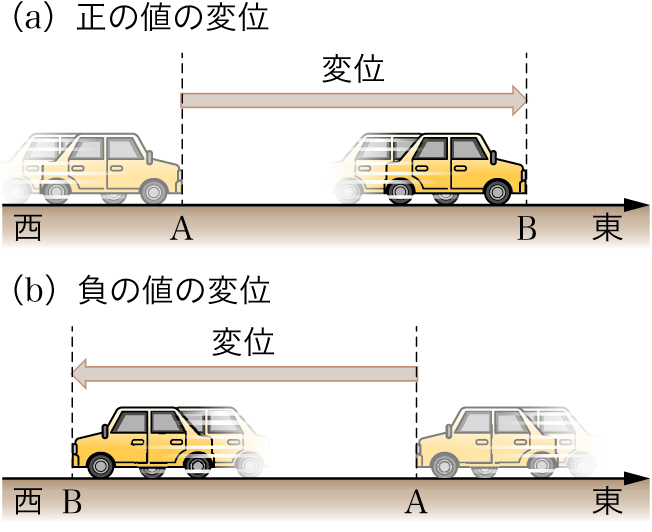 (a) 正の値の変位
変位
西 A B 東
(b) 負の値の変位
変位
西 B A 東